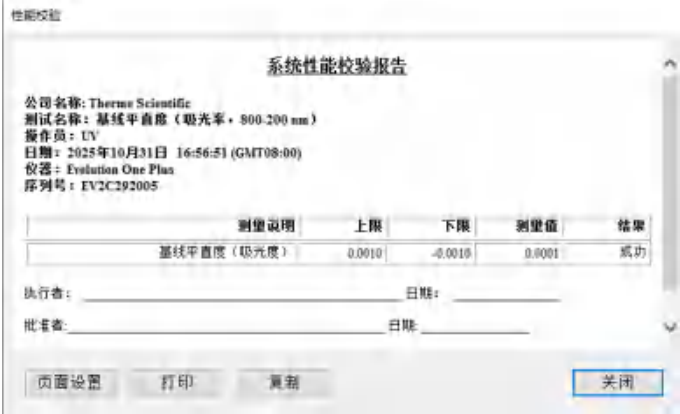 性能校验
系统性能校验报告
公司名称: Thermo Scientific
测试名称: 基线平直度（吸光率，800-200 nm）
操作员: UV
日期: 2025年10月31日 16:56:51 (GMT08:00)
仪器: Evolution One Plus
序列号: EV2C292005
测量说明 上限 下限 测量值 结果
基线平直度（吸光度） 0.0010 -0.0010 0.0001 成功
执行者: 日期:
批准者: 日期:
页面设置 打印 复制 关闭